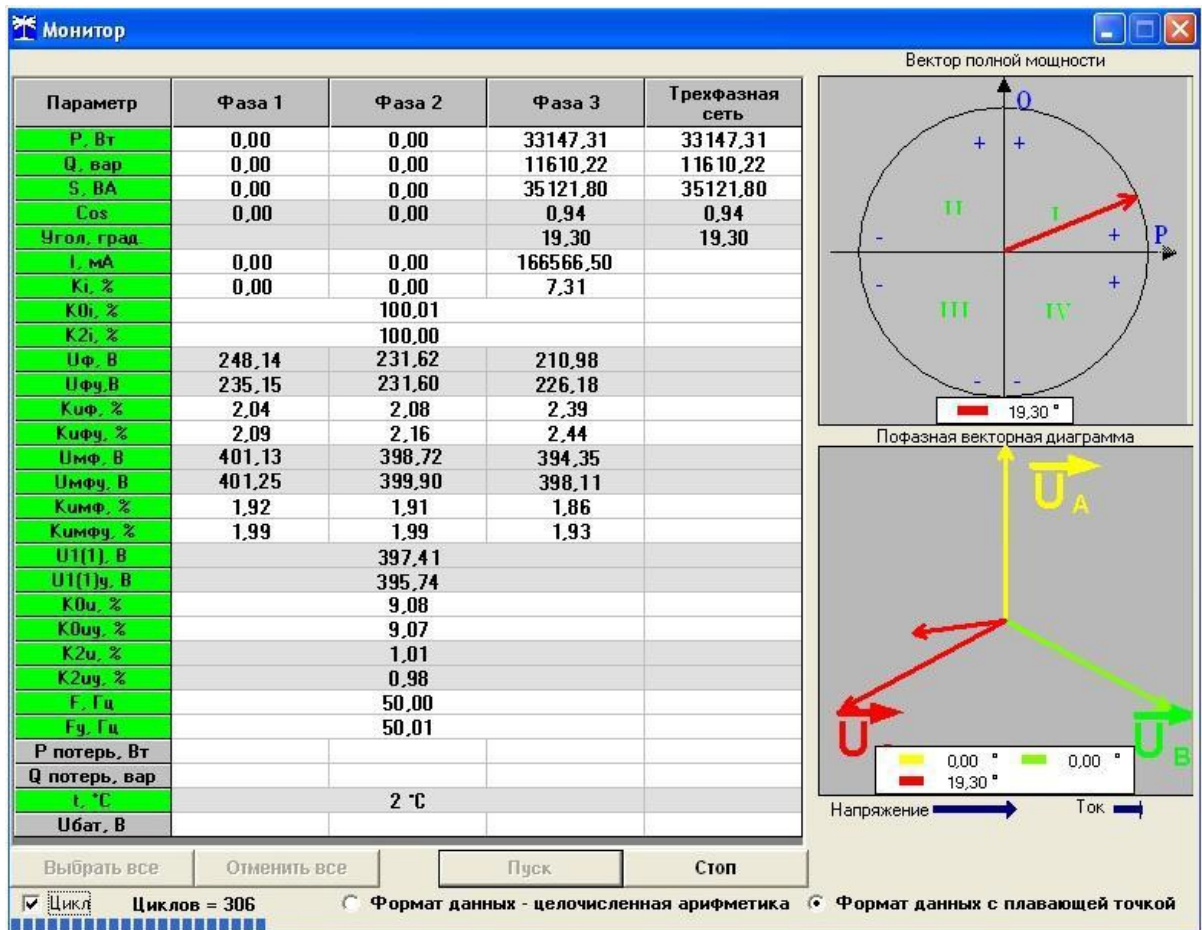 Монитор
Параметр Фаза 1 Фаза 2 Фаза 3 Трехфазная сеть
P, Вт 0,00 0,00 33147,31 33147,31
Q, вар 0,00 0,00 11610,22 11610,22
S, ВА 0,00 0,00 35121,80 35121,80
Cos 0,00 0,00 0,94 0,94
Угол, град. 19,30 19,30
I, мА 0,00 0,00 166566,50
Ki, % 0,00 0,00 7,31
K0i, % 100,01
K2i, % 100,00
Uф, В 248,14 231,62 210,98
Uфу,В 235,15 231,60 226,18
Kuф, % 2,04 2,08 2,39
Kuфу, % 2,09 2,16 2,44
Uмф, В 401,13 398,72 394,35
Uмфу, В 401,25 399,90 398,11
Kuмф, % 1,92 1,91 1,86
Kuмфу, % 1,99 1,99 1,93
U1(1), В 397,41
U1(1)у, В 395,74
K0u, % 9,08
K0uу, % 9,07
K2u, % 1,01
K2uу, % 0,98
F, Гц 50,00
Fу, Гц 50,01
P потерь, Вт
Q потерь, вар
t, °C 2 °C
Uбат, В
Вектор полной мощности
Q
+ +
II I
- + P
- +
III IV
- -
19,30 °
Пофазная векторная диаграмма
U A
U U B
0,00 ° 0,00 °
19,30 °
Напряжение Ток
Выбрать все Отменить все Пуск Стоп
Цикл Циклов = 306 Формат данных - целочисленная арифметика Формат данных с плавающей точкой